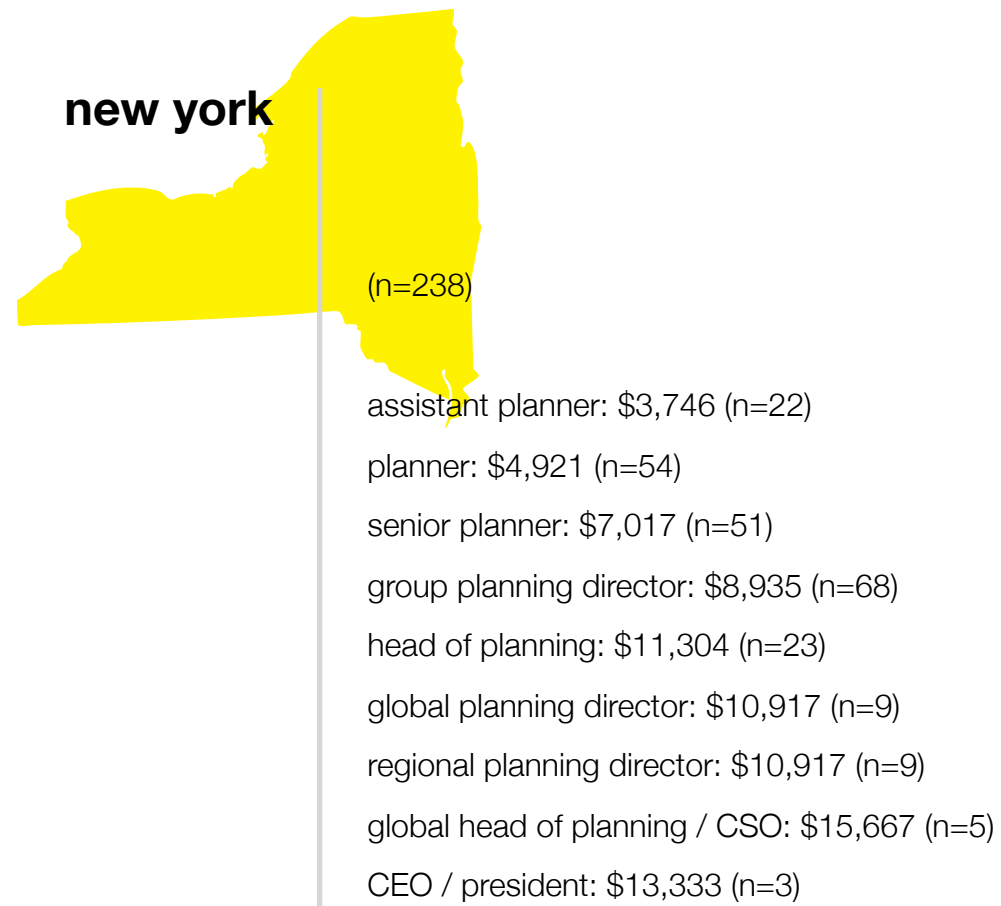 new york
(n=238)
assistant planner: $3,746 (n=22)
planner: $4,921 (n=54)
senior planner: $7,017 (n=51)
group planning director: $8,935 (n=68)
head of planning: $11,304 (n=23)
global planning director: $10,917 (n=9)
regional planning director: $10,917 (n=9)
global head of planning / CSO: $15,667 (n=5)
CEO / president: $13,333 (n=3)